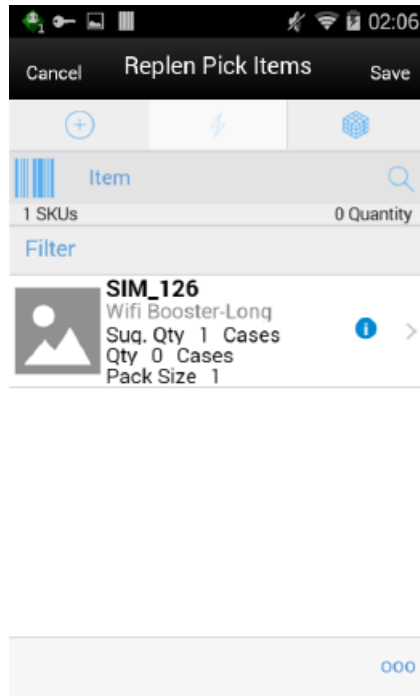 02:06
Cancel Replen Pick Items Save
Item
1 SKUs 0 Quantity
Filter
SIM_126
Wifi Booster-Long
Sug. Qty 1 Cases
Qty 0 Cases
Pack Size 1